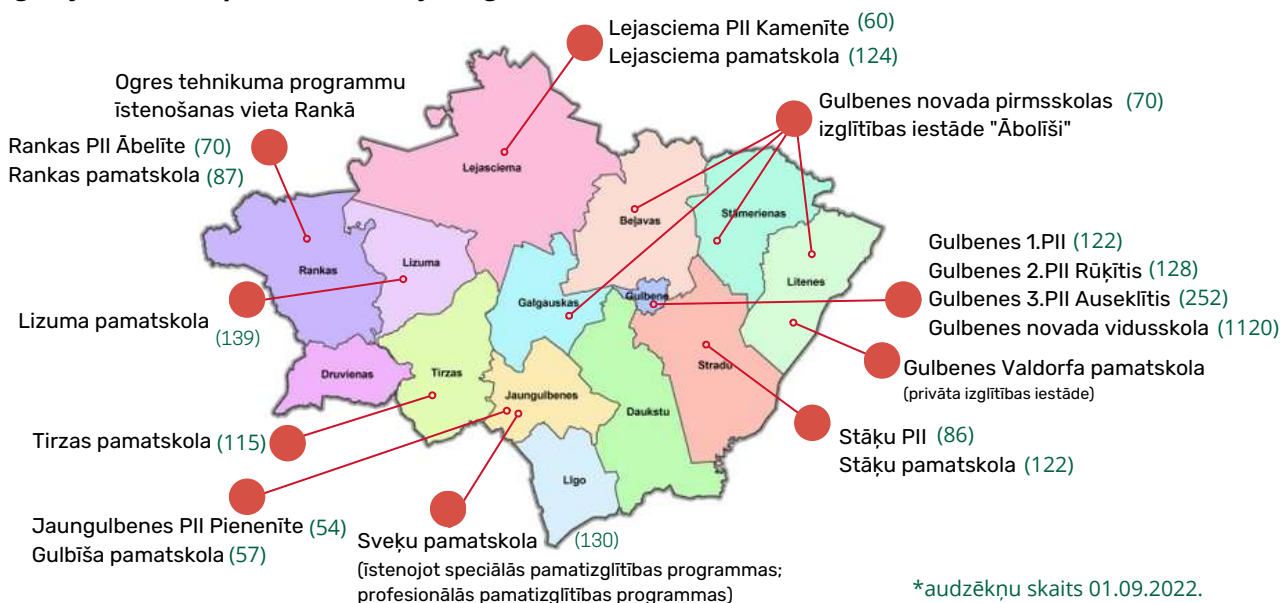 Lejasciema PII Kamenīte (60)
Lejasciema pamatskola (124)
Ogres tehnikuma programmu
īstenošanas vieta Rankā
Rankas PII Ābelīte (70)
Rankas pamatskola (87)
Gulbenes novada pirmsskolas (70)
izglītības iestāde "Ābolīši"
Lejasciema
Beļavas
Stāmerienas
Rankas
Lizuma
Galgauskas
Gulbene
Litenes
Gulbenes 1.PII (122)
Gulbenes 2.PII Rūķītis (128)
Gulbenes 3.PII Auseklītis (252)
Gulbenes novada vidusskola (1120)
Lizuma pamatskola (139)
Druvienas
Tirzas
Jaungulbenes
Daukstu
Stradu
Līgo
Gulbenes Valdorfa pamatskola
(privāta izglītības iestāde)
Tirzas pamatskola (115)
Stāķu PII (86)
Stāķu pamatskola (122)
Jaungulbenes PII Pienenīte (54)
Gulbīša pamatskola (57)
Sveķu pamatskola (130)
(īstenojot speciālās pamatizglītības programmas;
profesionālās pamatizglītības programmas)
*audzēkņu skaits 01.09.2022.